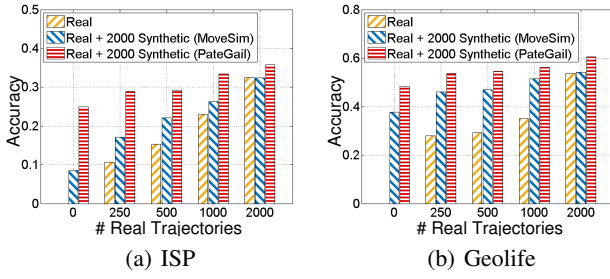 0.5
0.4
0.3
0.2
0.1
0
Accuracy
Real
Real + 2000 Synthetic (MoveSim)
Real + 2000 Synthetic (PateGail)
0 250 500 1000 2000
# Real Trajectories
(a) ISP
0.8
0.6
0.4
0.2
0
Accuracy
Real
Real + 2000 Synthetic (MoveSim)
Real + 2000 Synthetic (PateGail)
0 250 500 1000 2000
# Real Trajectories
(b) Geolife